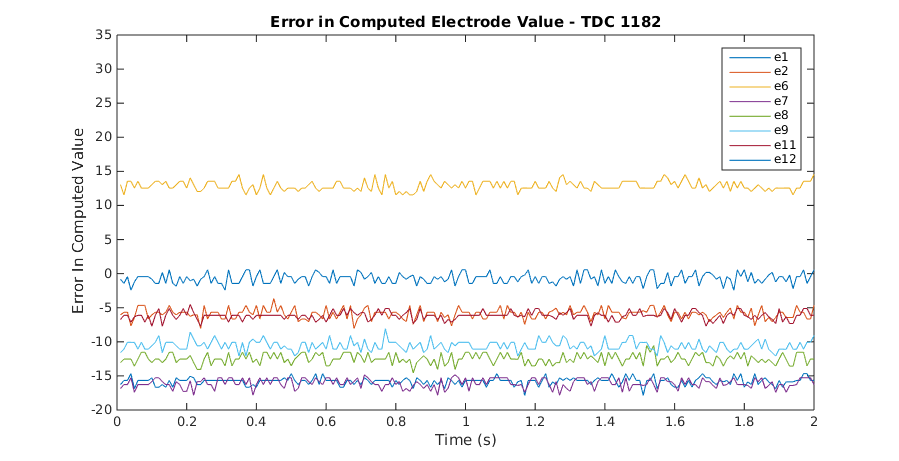 Error in Computed Electrode Value - TDC 1182
35
30
25
20
15
10
5
0
-5
-10
-15
-20
Error In Computed Value
e1
e2
e6
e7
e8
e9
e11
e12
0 0.2 0.4 0.6 0.8 1 1.2 1.4 1.6 1.8 2
Time (s)